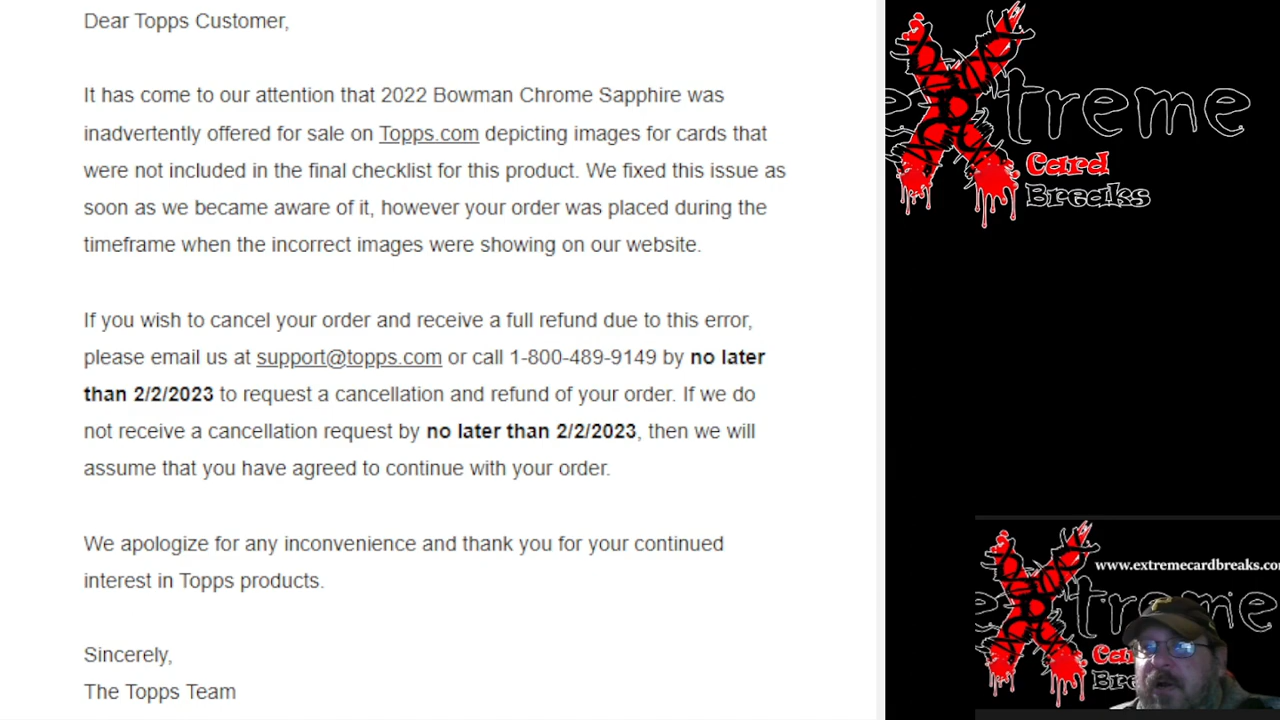 Dear Topps Customer,
It has come to our attention that 2022 Bowman Chrome Sapphire was
inadvertently offered for sale on Topps.com depicting images for cards that
were not included in the final checklist for this product. We fixed this issue as
soon as we became aware of it, however your order was placed during the
timeframe when the incorrect images were showing on our website.
If you wish to cancel your order and receive a full refund due to this error,
please email us at support@topps.com or call 1-800-489-9149 by no later
than 2/2/2023 to request a cancellation and refund of your order. If we do
not receive a cancellation request by no later than 2/2/2023, then we will
assume that you have agreed to continue with your order.
We apologize for any inconvenience and thank you for your continued
interest in Topps products.
Sincerely,
The Topps Team
eXtreme
Card
Breaks
www.extremecardbreaks.co
eXtreme